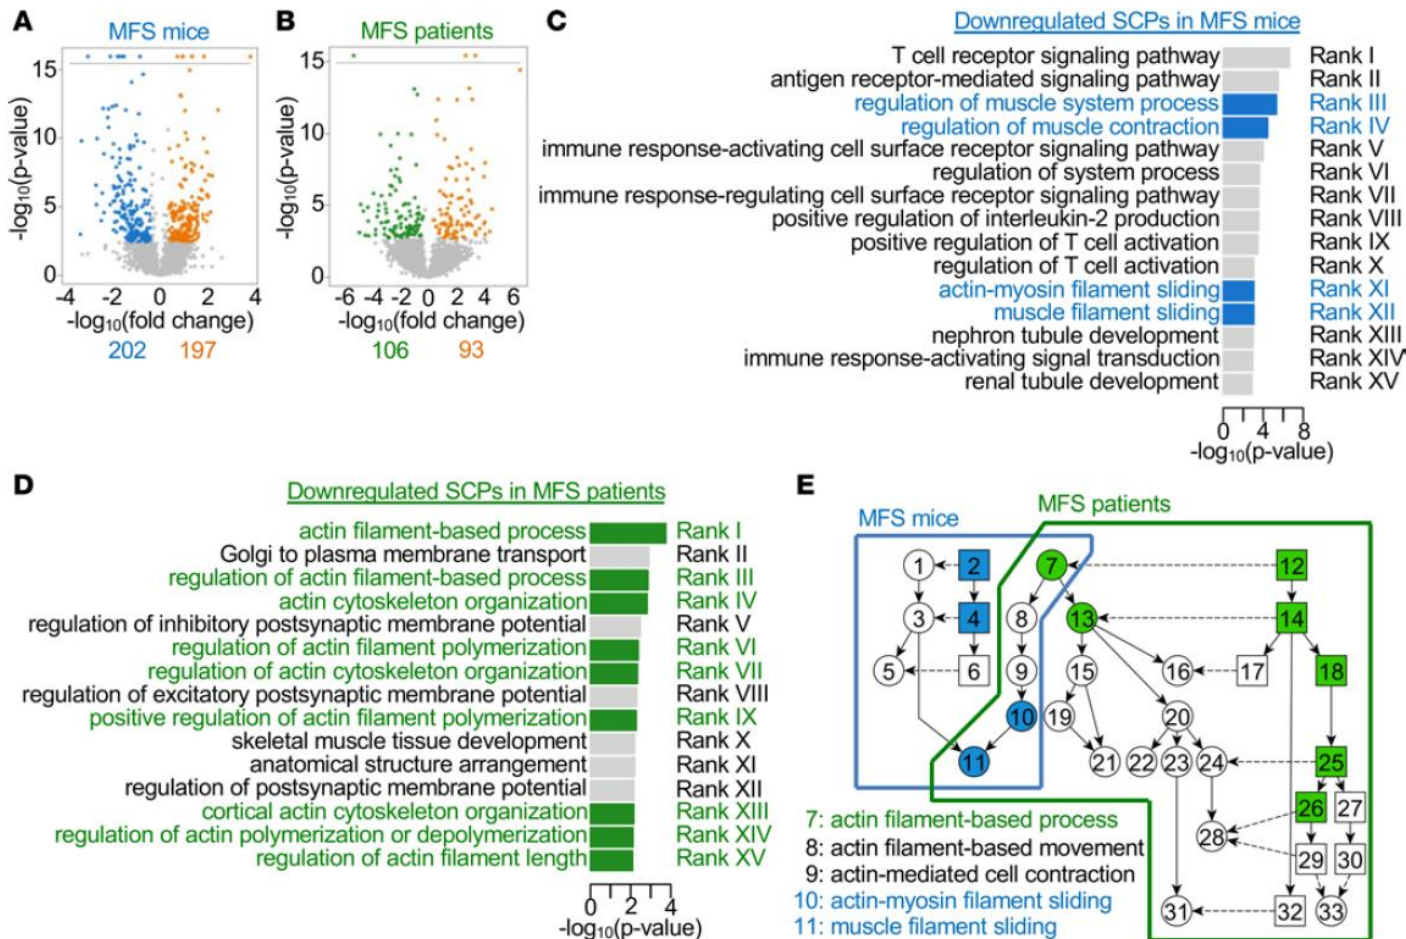 A
MFS mice
B
MFS patients
-log10(p-value)
15
10
5
0
-4 -2 0 2 4
-log10(fold change)
202 197
-log10(p-value)
15
10
5
0
-6 -4 -2 0 2 4 6
-log10(fold change)
106 93
C
Downregulated SCPs in MFS mice
T cell receptor signaling pathway Rank I
antigen receptor-mediated signaling pathway Rank II
regulation of muscle system process Rank III
regulation of muscle contraction Rank IV
immune response-activating cell surface receptor signaling pathway Rank V
regulation of system process Rank VI
immune response-regulating cell surface receptor signaling pathway Rank VII
positive regulation of interleukin-2 production Rank VIII
positive regulation of T cell activation Rank IX
regulation of T cell activation Rank X
actin-myosin filament sliding Rank XI
muscle filament sliding Rank XII
nephron tubule development Rank XIII
immune response-activating signal transduction Rank XIV
renal tubule development Rank XV
0 4 8
-log10(p-value)
D
Downregulated SCPs in MFS patients
actin filament-based process Rank I
Golgi to plasma membrane transport Rank II
regulation of actin filament-based process Rank III
actin cytoskeleton organization Rank IV
regulation of inhibitory postsynaptic membrane potential Rank V
regulation of actin filament polymerization Rank VI
regulation of actin cytoskeleton organization Rank VII
regulation of excitatory postsynaptic membrane potential Rank VIII
positive regulation of actin filament polymerization Rank IX
skeletal muscle tissue development Rank X
anatomical structure arrangement Rank XI
regulation of postsynaptic membrane potential Rank XII
cortical actin cytoskeleton organization Rank XIII
regulation of actin polymerization or depolymerization Rank XIV
regulation of actin filament length Rank XV
0 2 4
-log10(p-value)
E
MFS patients
MFS mice
1 2 7 12
3 4 8 13 14
5 6 9 15 16 17 18
10 19 20
11 21 22 23 24 25
26 27
28
29 30
31 32 33
7: actin filament-based process
8: actin filament-based movement
9: actin-mediated cell contraction
10: actin-myosin filament sliding
11: muscle filament sliding